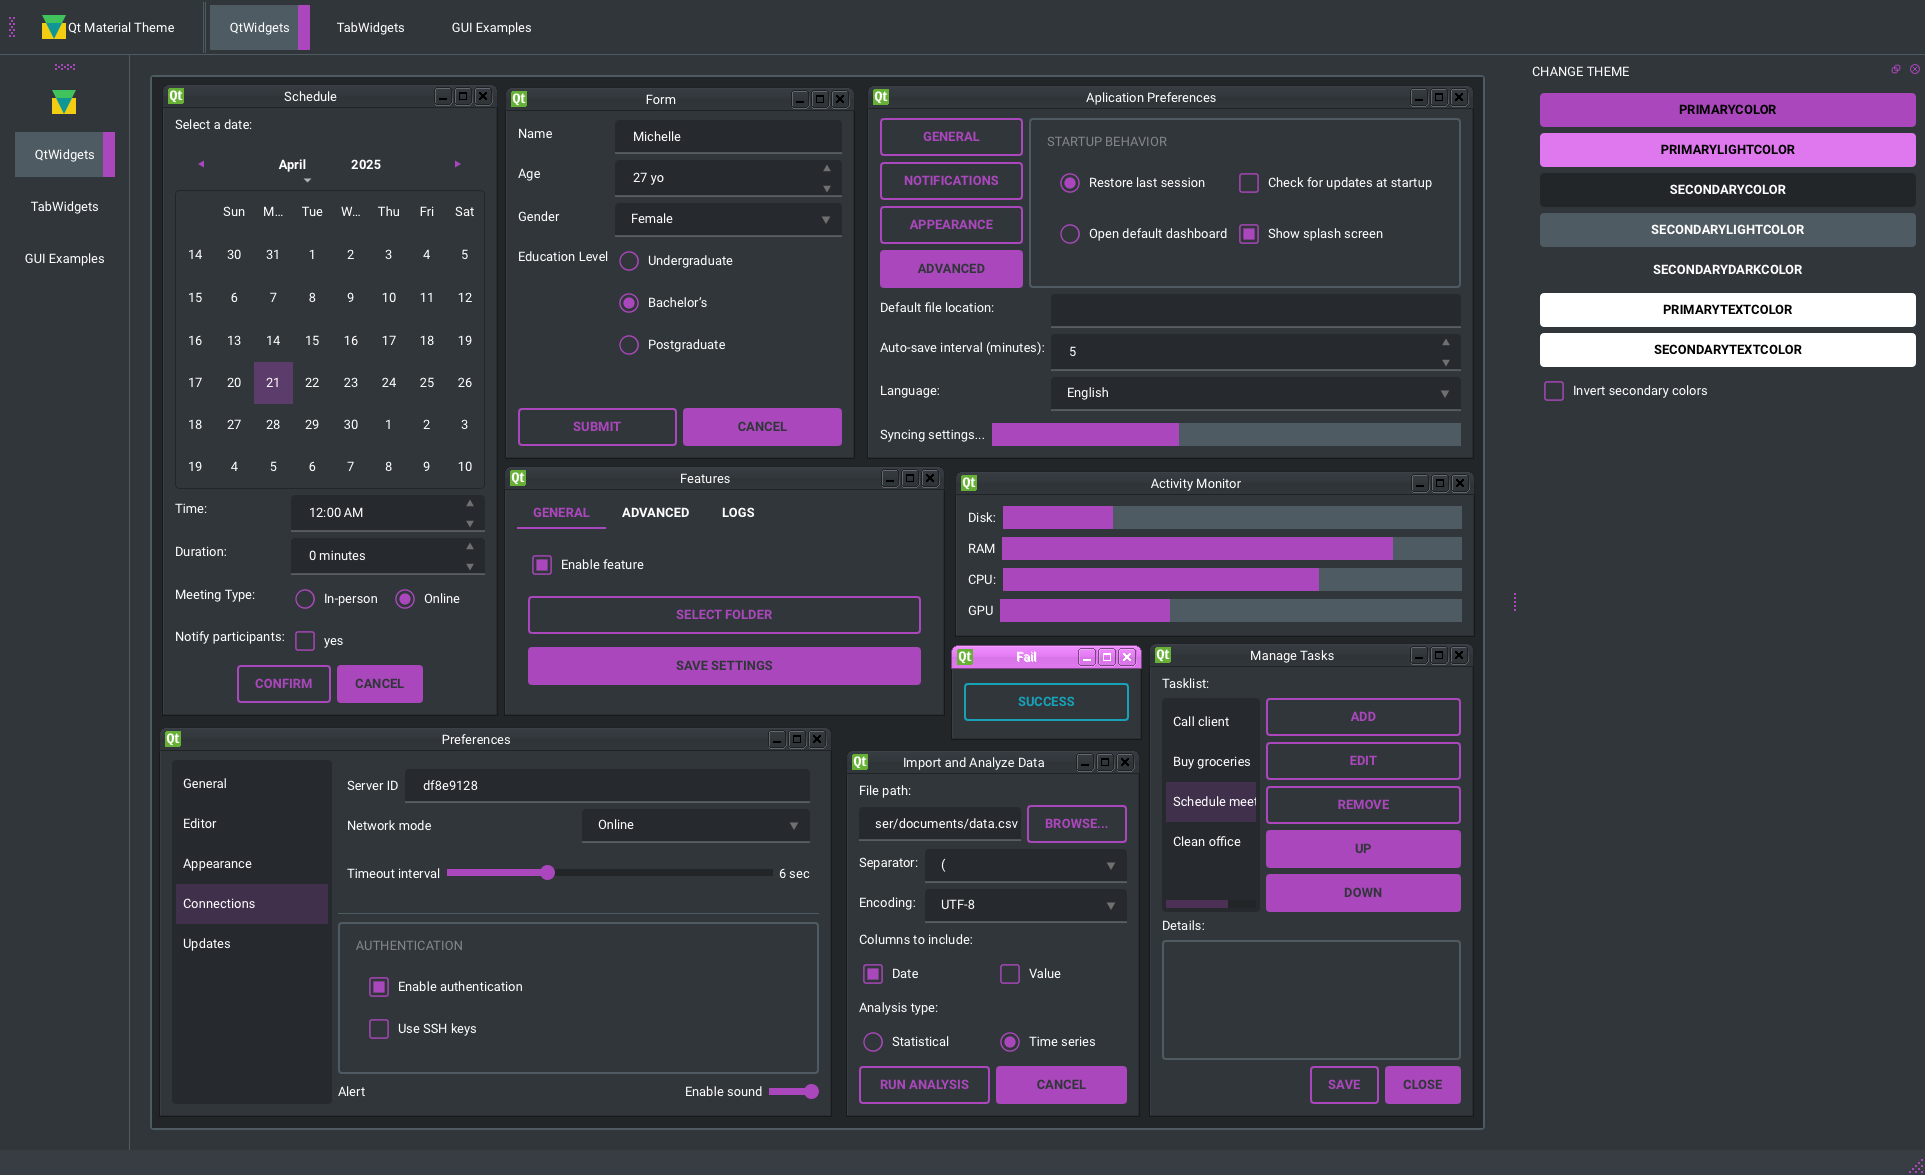 Qt Material Theme
QtWidgets
TabWidgets
GUI Examples
QtWidgets
TabWidgets
GUI Examples
Qt
Schedule
Select a date:
April 2025
Sun M... Tue W... Thu Fri Sat
14 30 31 1 2 3 4 5
15 6 7 8 9 10 11 12
16 13 14 15 16 17 18 19
17 20 21 22 23 24 25 26
18 27 28 29 30 1 2 3
19 4 5 6 7 8 9 10
Time: 12:00 AM
Duration: 0 minutes
Meeting Type: In-person Online
Notify participants: yes
CONFIRM CANCEL
Qt
Form
Name Michelle
Age 27 yo
Gender Female
Education Level Undergraduate
Bachelor's
Postgraduate
SUBMIT CANCEL
Qt
Aplication Preferences
GENERAL
NOTIFICATIONS
APPEARANCE
ADVANCED
STARTUP BEHAVIOR
Restore last session Check for updates at startup
Open default dashboard Show splash screen
Default file location:
Auto-save interval (minutes): 5
Language: English
Syncing settings...
Qt
Features
GENERAL ADVANCED LOGS
Enable feature
SELECT FOLDER
SAVE SETTINGS
Qt
Activity Monitor
Disk:
RAM
CPU:
GPU
Qt
Fail
SUCCESS
Qt
Manage Tasks
Tasklist:
Call client
Buy groceries
Schedule meet
Clean office
ADD
EDIT
REMOVE
UP
DOWN
Details:
SAVE CLOSE
Qt
Preferences
General
Editor
Appearance
Connections
Updates
Server ID df8e9128
Network mode Online
Timeout interval 6 sec
AUTHENTICATION
Enable authentication
Use SSH keys
Alert Enable sound
Qt
Import and Analyze Data
File path:
ser/documents/data.csv BROWSE...
Separator: (
Encoding: UTF-8
Columns to include:
Date Value
Analysis type:
Statistical Time series
RUN ANALYSIS CANCEL
CHANGE THEME
PRIMARYCOLOR
PRIMARYLIGHTCOLOR
SECONDARYCOLOR
SECONDARYLIGHTCOLOR
SECONDARYDARKCOLOR
PRIMARYTEXTCOLOR
SECONDARYTEXTCOLOR
Invert secondary colors